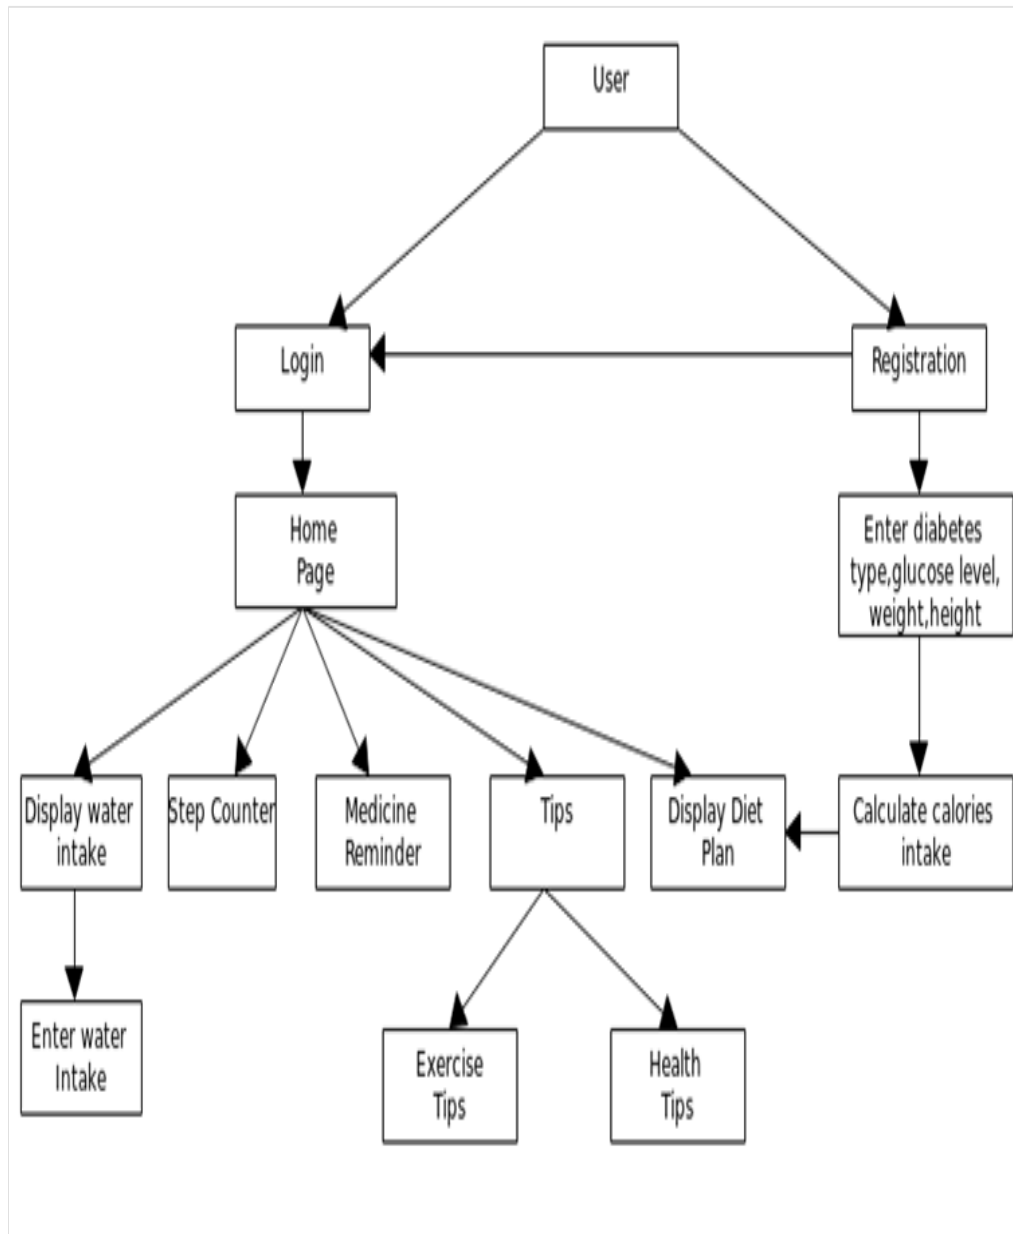 User
Login
Registration
Home
Page
Enter diabetes
type,glucose level,
weight,height
Display water
intake
Step Counter
Medicine
Reminder
Tips
Display Diet
Plan
Calculate calories
intake
Enter water
Intake
Exercise
Tips
Health
Tips